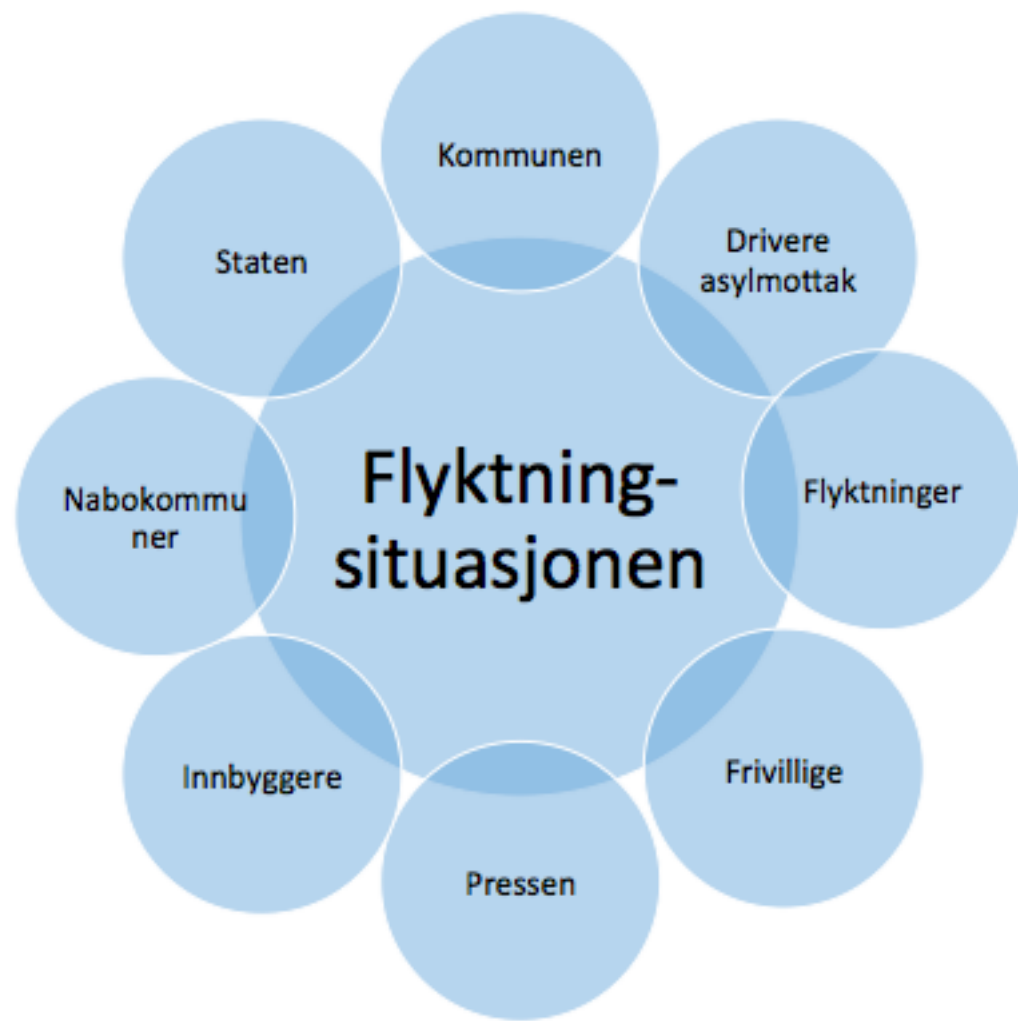 Kommunen
Drivere
asylmottak
Flyktninger
Frivillige
Pressen
Innbyggere
Nabokommu
ner
Staten
Flyktning-
situasjonen